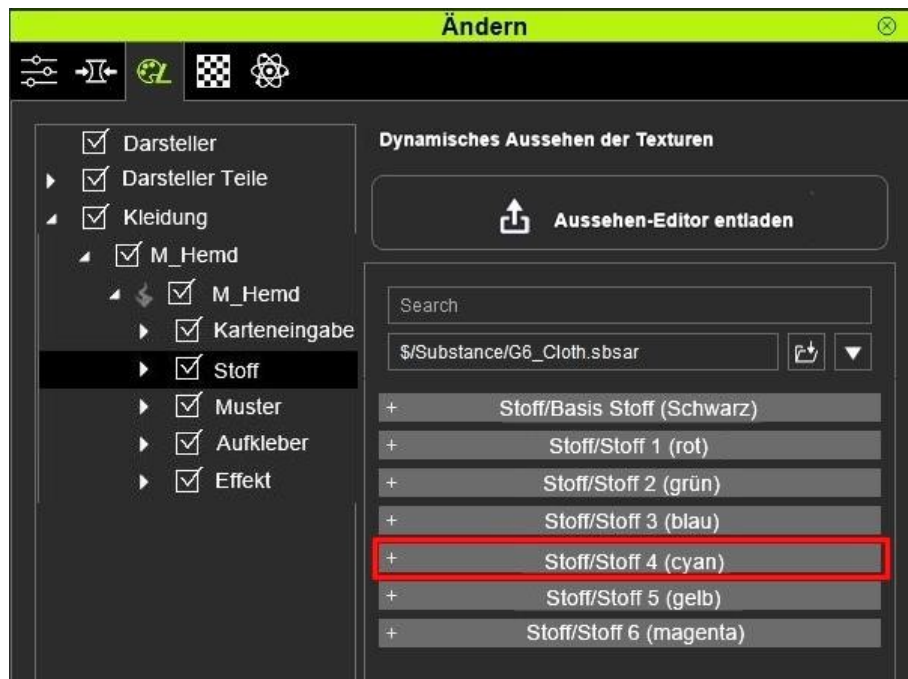 Ändern
Darsteller
Darsteller Teile
Kleidung
M_Hemd
M_Hemd
Karteneingabe
Stoff
Muster
Aufkleber
Effekt
Dynamisches Aussehen der Texturen
Aussehen-Editor entladen
Search
$/Substance/G6_Cloth.sbsar
+ Stoff/Basis Stoff (Schwarz)
+ Stoff/Stoff 1 (rot)
+ Stoff/Stoff 2 (grün)
+ Stoff/Stoff 3 (blau)
+ Stoff/Stoff 4 (cyan)
+ Stoff/Stoff 5 (gelb)
+ Stoff/Stoff 6 (magenta)